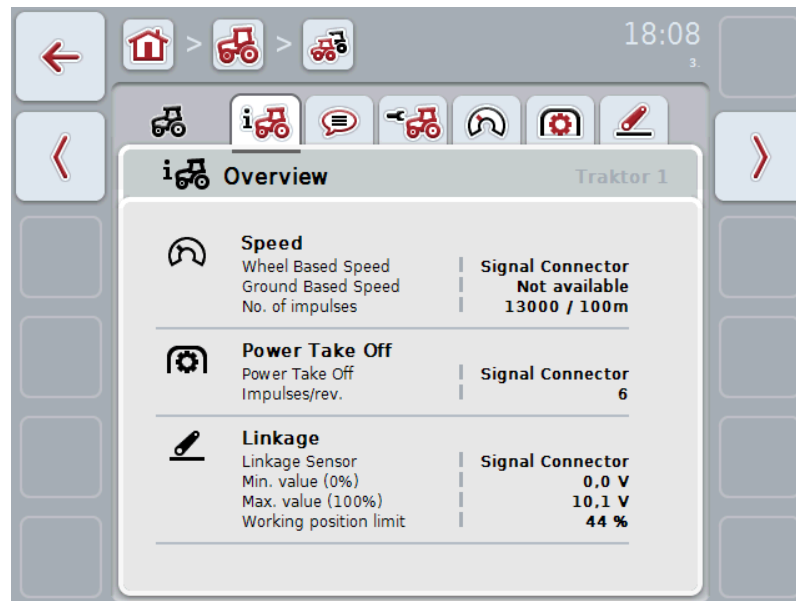 > >
18:08
3.
i
i Overview
Traktor 1
Speed
Wheel Based Speed | Signal Connector
Ground Based Speed | Not available
No. of impulses | 13000 / 100m
Power Take Off
Power Take Off | Signal Connector
Impulses/rev. | 6
Linkage
Linkage Sensor | Signal Connector
Min. value (0%) | 0,0 V
Max. value (100%) | 10,1 V
Working position limit | 44 %